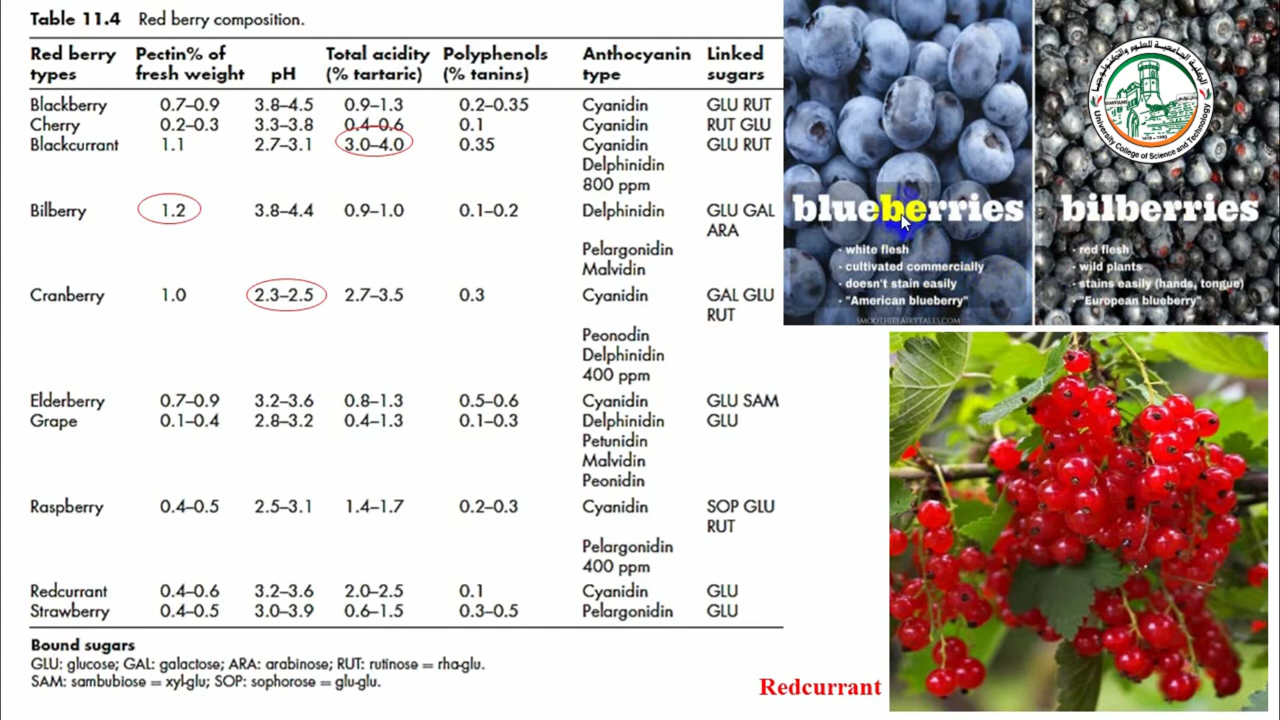 Table 11.4 Red berry composition.
Red berry types Pectin% of fresh weight pH Total acidity (% tartaric) Polyphenols (% tanins) Anthocyanin type Linked sugars
Blackberry 0.7–0.9 3.8–4.5 0.9–1.3 0.2–0.35 Cyanidin GLU RUT
Cherry 0.2–0.3 3.3–3.8 0.4–0.6 0.1 Cyanidin RUT GLU
Blackcurrant 1.1 2.7–3.1 3.0–4.0 0.35 Cyanidin GLU RUT
Delphinidin
800 ppm
Bilberry 1.2 3.8–4.4 0.9–1.0 0.1–0.2 Delphinidin GLU GAL
ARA
Pelargonidin
Malvidin
Cranberry 1.0 2.3–2.5 2.7–3.5 0.3 Cyanidin GAL GLU
RUT
Peonodin
Delphinidin
400 ppm
Elderberry 0.7–0.9 3.2–3.6 0.8–1.3 0.5–0.6 Cyanidin GLU SAM
Grape 0.1–0.4 2.8–3.2 0.4–1.3 0.1–0.3 Delphinidin GLU
Petunidin
Malvidin
Peonidin
Raspberry 0.4–0.5 2.5–3.1 1.4–1.7 0.2–0.3 Cyanidin SOP GLU
RUT
Pelargonidin
400 ppm
Redcurrant 0.4–0.6 3.2–3.6 2.0–2.5 0.1 Cyanidin GLU
Strawberry 0.4–0.5 3.0–3.9 0.6–1.5 0.3–0.5 Pelargonidin GLU
Bound sugars
GLU: glucose; GAL: galactose; ARA: arabinose; RUT: rutinose = rha-glu.
SAM: sambubiose = xyl-glu; SOP: sophorose = glu-glu.
blueberries
- white flesh
- cultivated commercially
- doesn't stain easily
- "American blueberry"
SMOOTHIEFAIRYTALES.COM
bilberries
- red flesh
- wild plants
- stains easily (hands, tongue)
- "European blueberry"
الكلية الجامعية للعلوم والتكنولوجيا
University College of Science and Technology
Redcurrant